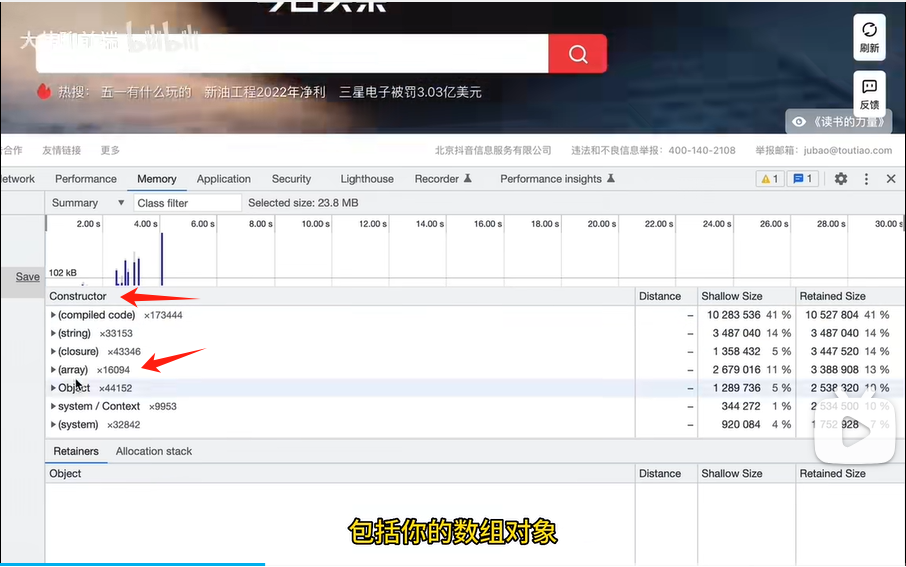 刷新
热搜： 五一有什么玩的 新油工程2022年净利 三星电子被罚3.03亿美元
反馈
《读书的力量》
合作 友情链接 更多 北京抖音信息服务有限公司 违法和不良信息举报：400-140-2108 举报邮箱：jubao@toutiao.com
etwork Performance Memory Application Security Lighthouse Recorder Performance insights 1 1
Summary Class filter Selected size: 23.8 MB
2.00 s 4.00 s 6.00 s 8.00 s 10.00 s 12.00 s 14.00 s 16.00 s 18.00 s 20.00 s 22.00 s 24.00 s 26.00 s 28.00 s 30.00 s
102 kB
Save
Constructor Distance Shallow Size Retained Size
(compiled code) ×173444 – 10 283 536 41 % 10 527 804 41 %
(string) ×33153 – 3 487 040 14 % 3 487 040 14 %
(closure) ×43346 – 1 358 432 5 % 3 447 520 14 %
(array) ×16094 – 2 679 016 11 % 3 388 908 13 %
Object ×44152 – 1 289 736 5 % 2 538 320 10 %
system / Context ×9953 – 344 272 1 % 2 534 500 10 %
(system) ×32842 – 920 084 4 % 1 752 928 7 %
Retainers Allocation stack
Object Distance Shallow Size Retained Size
包括你的数组对象